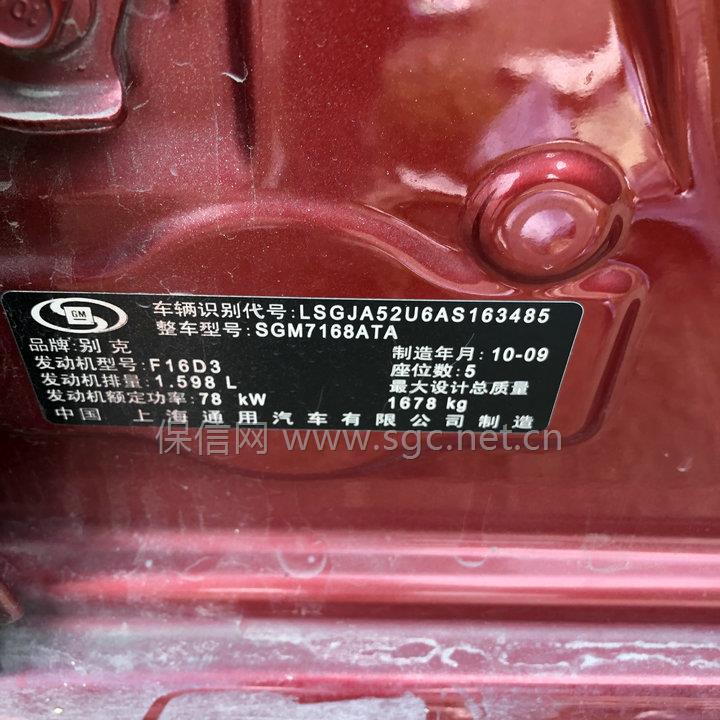 GM
车辆识别代号:LSGJA52U6AS163485
整车型号:SGM7168ATA
品牌:别克
制造年月:10-09
发动机型号:F16D3
座位数:5
发动机排量:1.598 L
最大设计总质量
发动机额定功率:78 kW
1678 kg
中国 上海通用汽车有限公司制造
保信网 www.sgc.net.cn